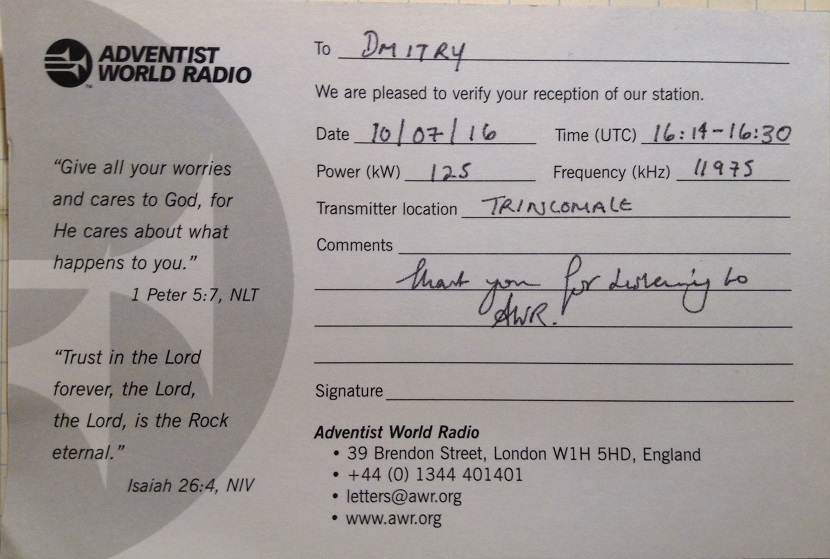 ADVENTIST
WORLD RADIO
™
"Give all your worries
and cares to God, for
He cares about what
happens to you."
1 Peter 5:7, NLT
"Trust in the Lord
forever, the Lord,
the Lord, is the Rock
eternal."
Isaiah 26:4, NIV
To DMITRY
We are pleased to verify your reception of our station.
Date 10/07/16 Time (UTC) 16:14-16:30
Power (kW) 125 Frequency (kHz) 11975
Transmitter location TRINCOMALE
Comments
Thank you for listening to
AWR.
Signature
Adventist World Radio
• 39 Brendon Street, London W1H 5HD, England
• +44 (0) 1344 401401
• letters@awr.org
• www.awr.org